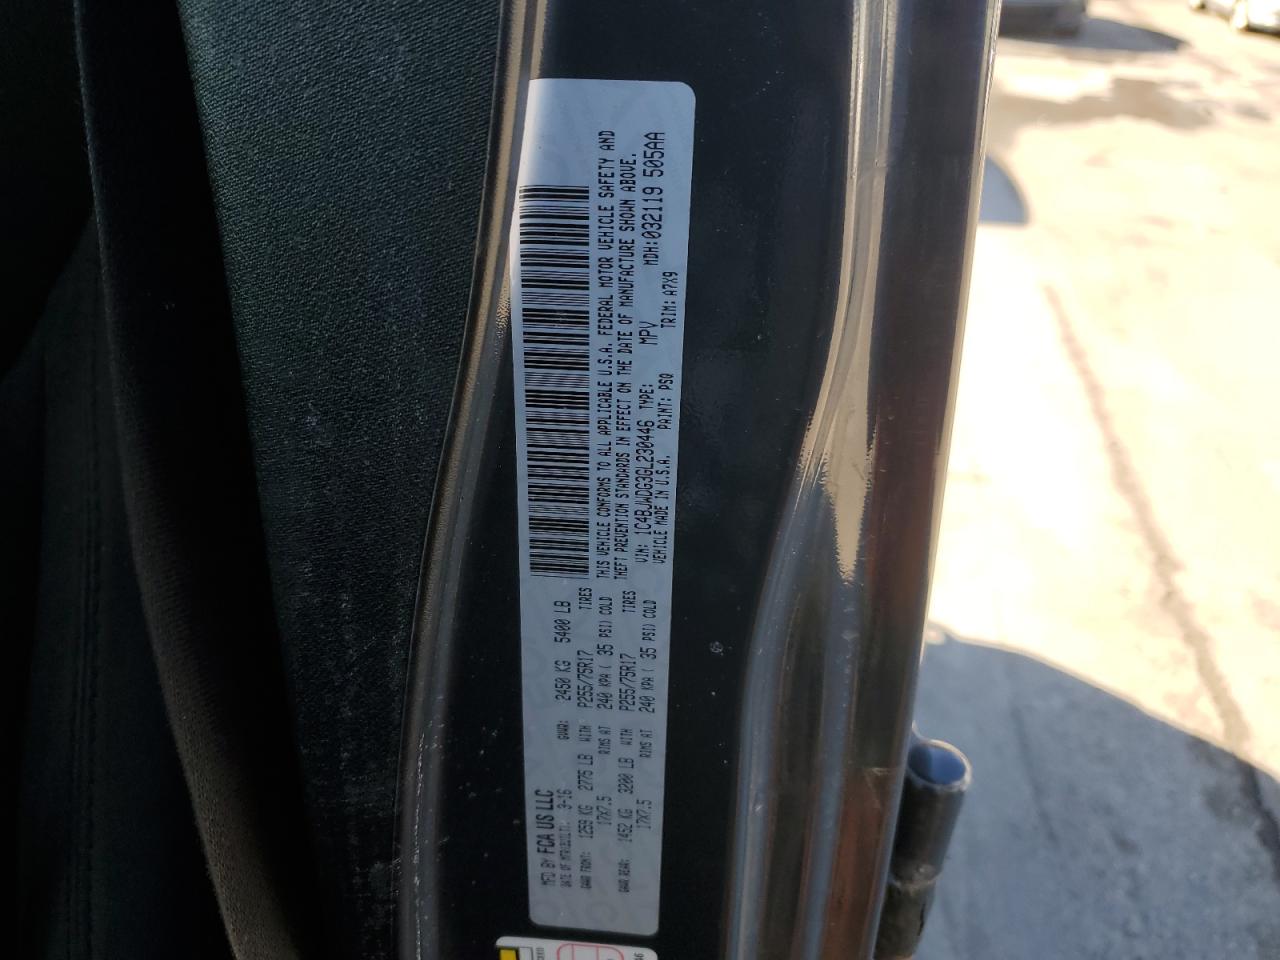 MFD BY FCA US LLC
DATE OF MFR: 3-16 GVWR: 2450 KG 5400 LB
GAWR FRONT: 1259 KG 2775 LB WITH P255/75R17 TIRES
17X7.5 RIMS AT 240 KPA ( 35 PSI) COLD
GAWR REAR: 1452 KG 3200 LB WITH P255/75R17 TIRES
17X7.5 RIMS AT 240 KPA ( 35 PSI) COLD
THIS VEHICLE CONFORMS TO ALL APPLICABLE U.S.A. FEDERAL MOTOR VEHICLE SAFETY AND
THEFT PREVENTION STANDARDS IN EFFECT ON THE DATE OF MANUFACTURE SHOWN ABOVE.
VIN: 1C4BJWDG3GL230446 TYPE: MPV MDH:032119 505AA
VEHICLE MADE IN U.S.A. PAINT: PSQ TRIM: A7X9